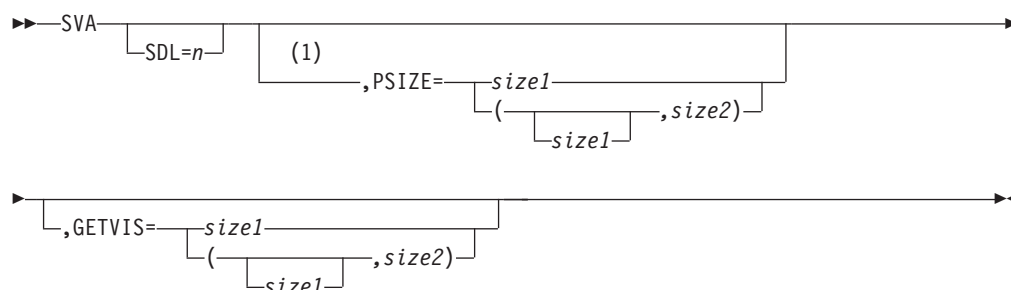 SVA
SDL=n
(1)
,PSIZE= size1
( size1 ,size2)
,GETVIS= size1
( size1 ,size2)